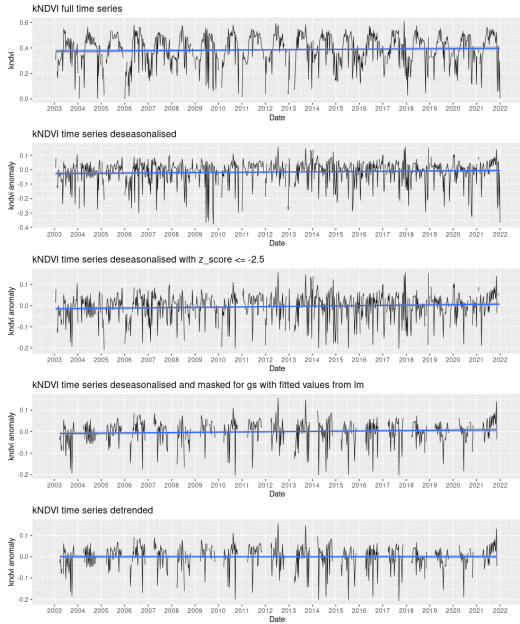 kNDVI full time series
kndvi
0.6
0.4
0.2
0.0
2003 2004 2005 2006 2007 2008 2009 2010 2011 2012 2013 2014 2015 2016 2017 2018 2019 2020 2021 2022
Date
kNDVI time series deseasonalised
kndvi anomaly
0.1
0.0
-0.1
-0.2
-0.3
-0.4
2003 2004 2005 2006 2007 2008 2009 2010 2011 2012 2013 2014 2015 2016 2017 2018 2019 2020 2021 2022
Date
kNDVI time series deseasonalised with z_score <= -2.5
kndvi anomaly
0.1
0.0
-0.1
-0.2
2003 2004 2005 2006 2007 2008 2009 2010 2011 2012 2013 2014 2015 2016 2017 2018 2019 2020 2021 2022
Date
kNDVI time series deseasonalised and masked for gs with fitted values from lm
kndvi anomaly
0.1
0.0
-0.1
-0.2
2003 2004 2005 2006 2007 2008 2009 2010 2011 2012 2013 2014 2015 2016 2017 2018 2019 2020 2021 2022
Date
kNDVI time series detrended
kndvi anomaly
0.1
0.0
-0.1
-0.2
2003 2004 2005 2006 2007 2008 2009 2010 2011 2012 2013 2014 2015 2016 2017 2018 2019 2020 2021 2022
Date